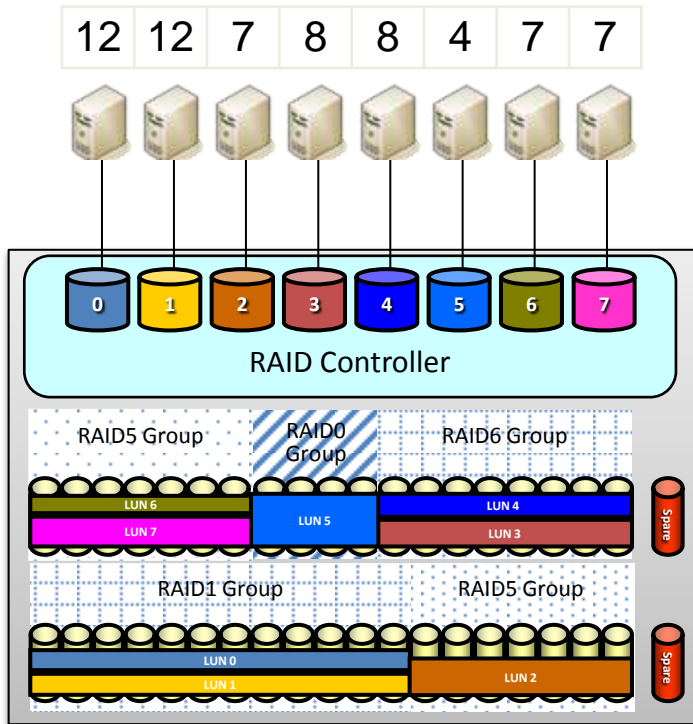 12 12 7 8 8 4 7 7
0 1 2 3 4 5 6 7
RAID Controller
RAID5 Group
RAID0
Group
RAID6 Group
LUN 6
LUN 7
LUN 5
LUN 4
LUN 3
Spare
RAID1 Group
RAID5 Group
LUN 0
LUN 1
LUN 2
Spare